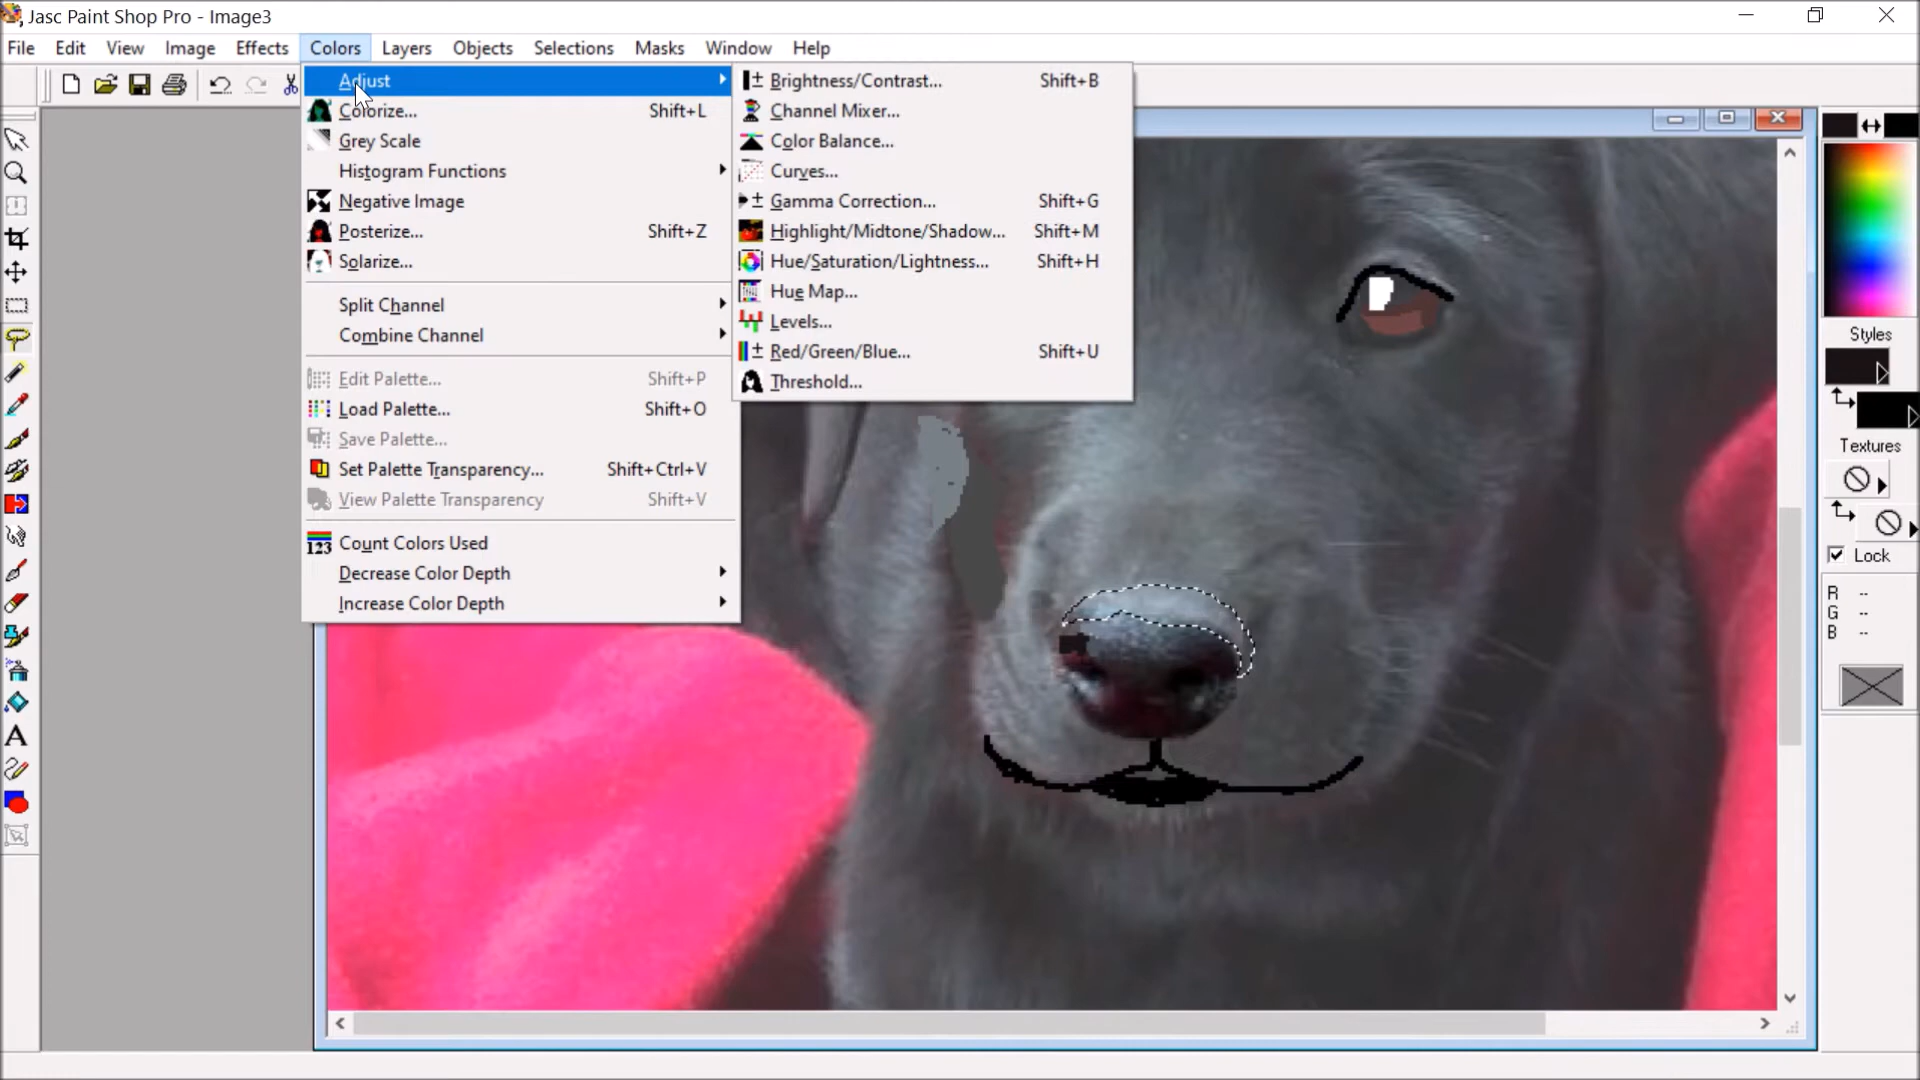 Jasc Paint Shop Pro - Image3
File Edit View Image Effects Colors Layers Objects Selections Masks Window Help
Adjust
Colorize... Shift+L
Grey Scale
Histogram Functions
Negative Image
Posterize... Shift+Z
Solarize...
Split Channel
Combine Channel
Edit Palette... Shift+P
Load Palette... Shift+O
Save Palette...
Set Palette Transparency... Shift+Ctrl+V
View Palette Transparency Shift+V
123 Count Colors Used
Decrease Color Depth
Increase Color Depth
Brightness/Contrast... Shift+B
Channel Mixer...
Color Balance...
Curves...
Gamma Correction... Shift+G
Highlight/Midtone/Shadow... Shift+M
Hue/Saturation/Lightness... Shift+H
Hue Map...
Levels...
Red/Green/Blue... Shift+U
Threshold...
Styles
Textures
Lock
R --
G --
B --